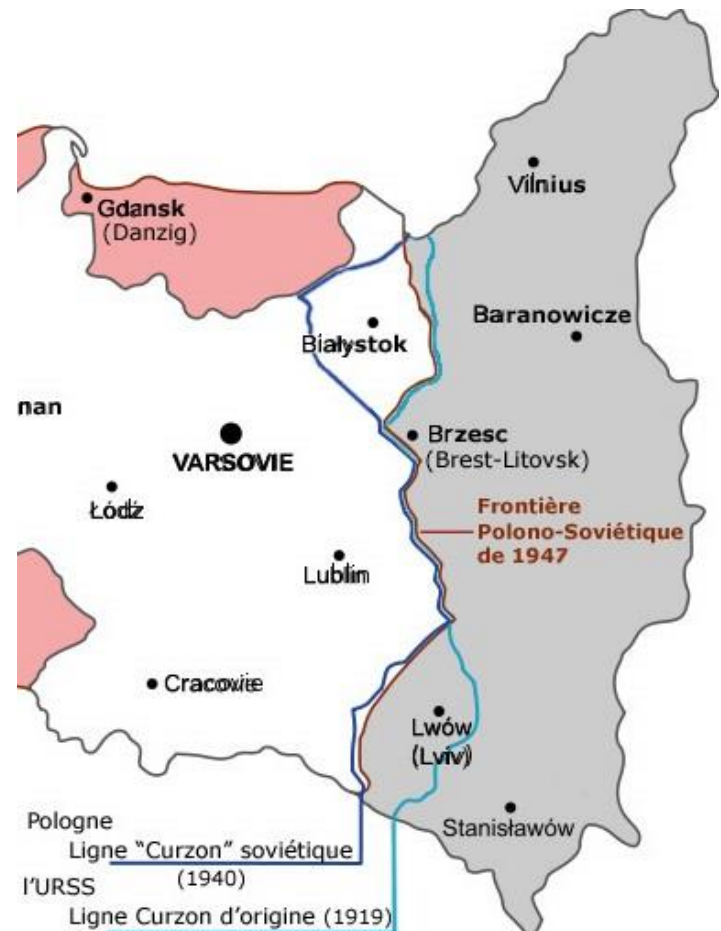 Vilnius
Gdansk
(Danzig)
Baranowicze
Białystok
nan
Brzesc
(Brest-Litovsk)
VARSOVIE
Łódź
Frontière
Polono-Soviétique
de 1947
Lublin
Cracovie
Lwów
(Lviv)
Stanisławów
Pologne
Ligne “Curzon” soviétique
(1940)
l'URSS
Ligne Curzon d'origine (1919)